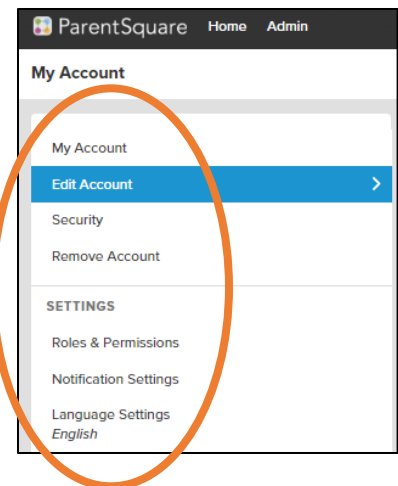 ParentSquare Home Admin
My Account
My Account
Edit Account
Security
Remove Account
SETTINGS
Roles & Permissions
Notification Settings
Language Settings
English